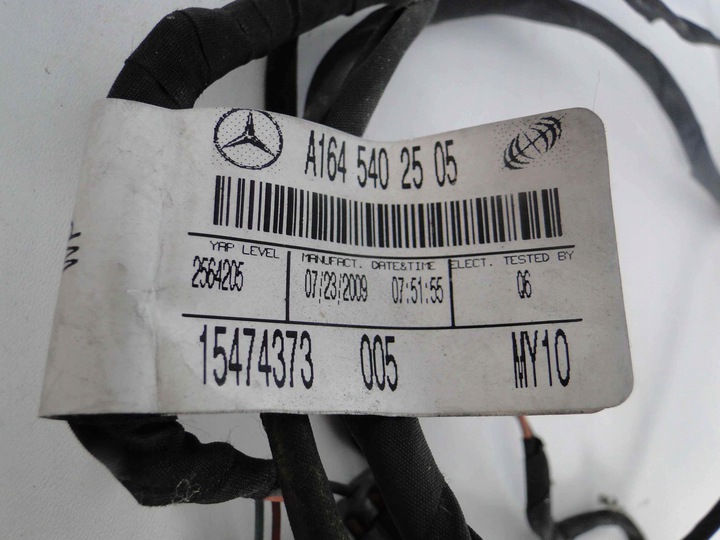 A164 540 25 05
YAP LEVEL MANUFACT. DATE&TIME ELECT. TESTED BY
2564205 07/23/2009 07:51:55 Q6
15474373 005 MY10